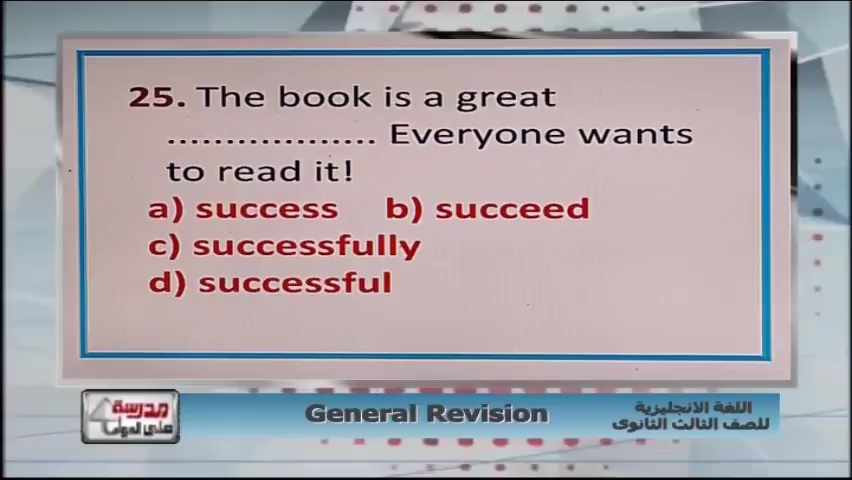 25. The book is a great
.................. Everyone wants
to read it!
a) success b) succeed
c) successfully
d) successful
مدرسة
على الهواء
General Revision
اللغة الانجليزية
للصف الثالث الثانوى